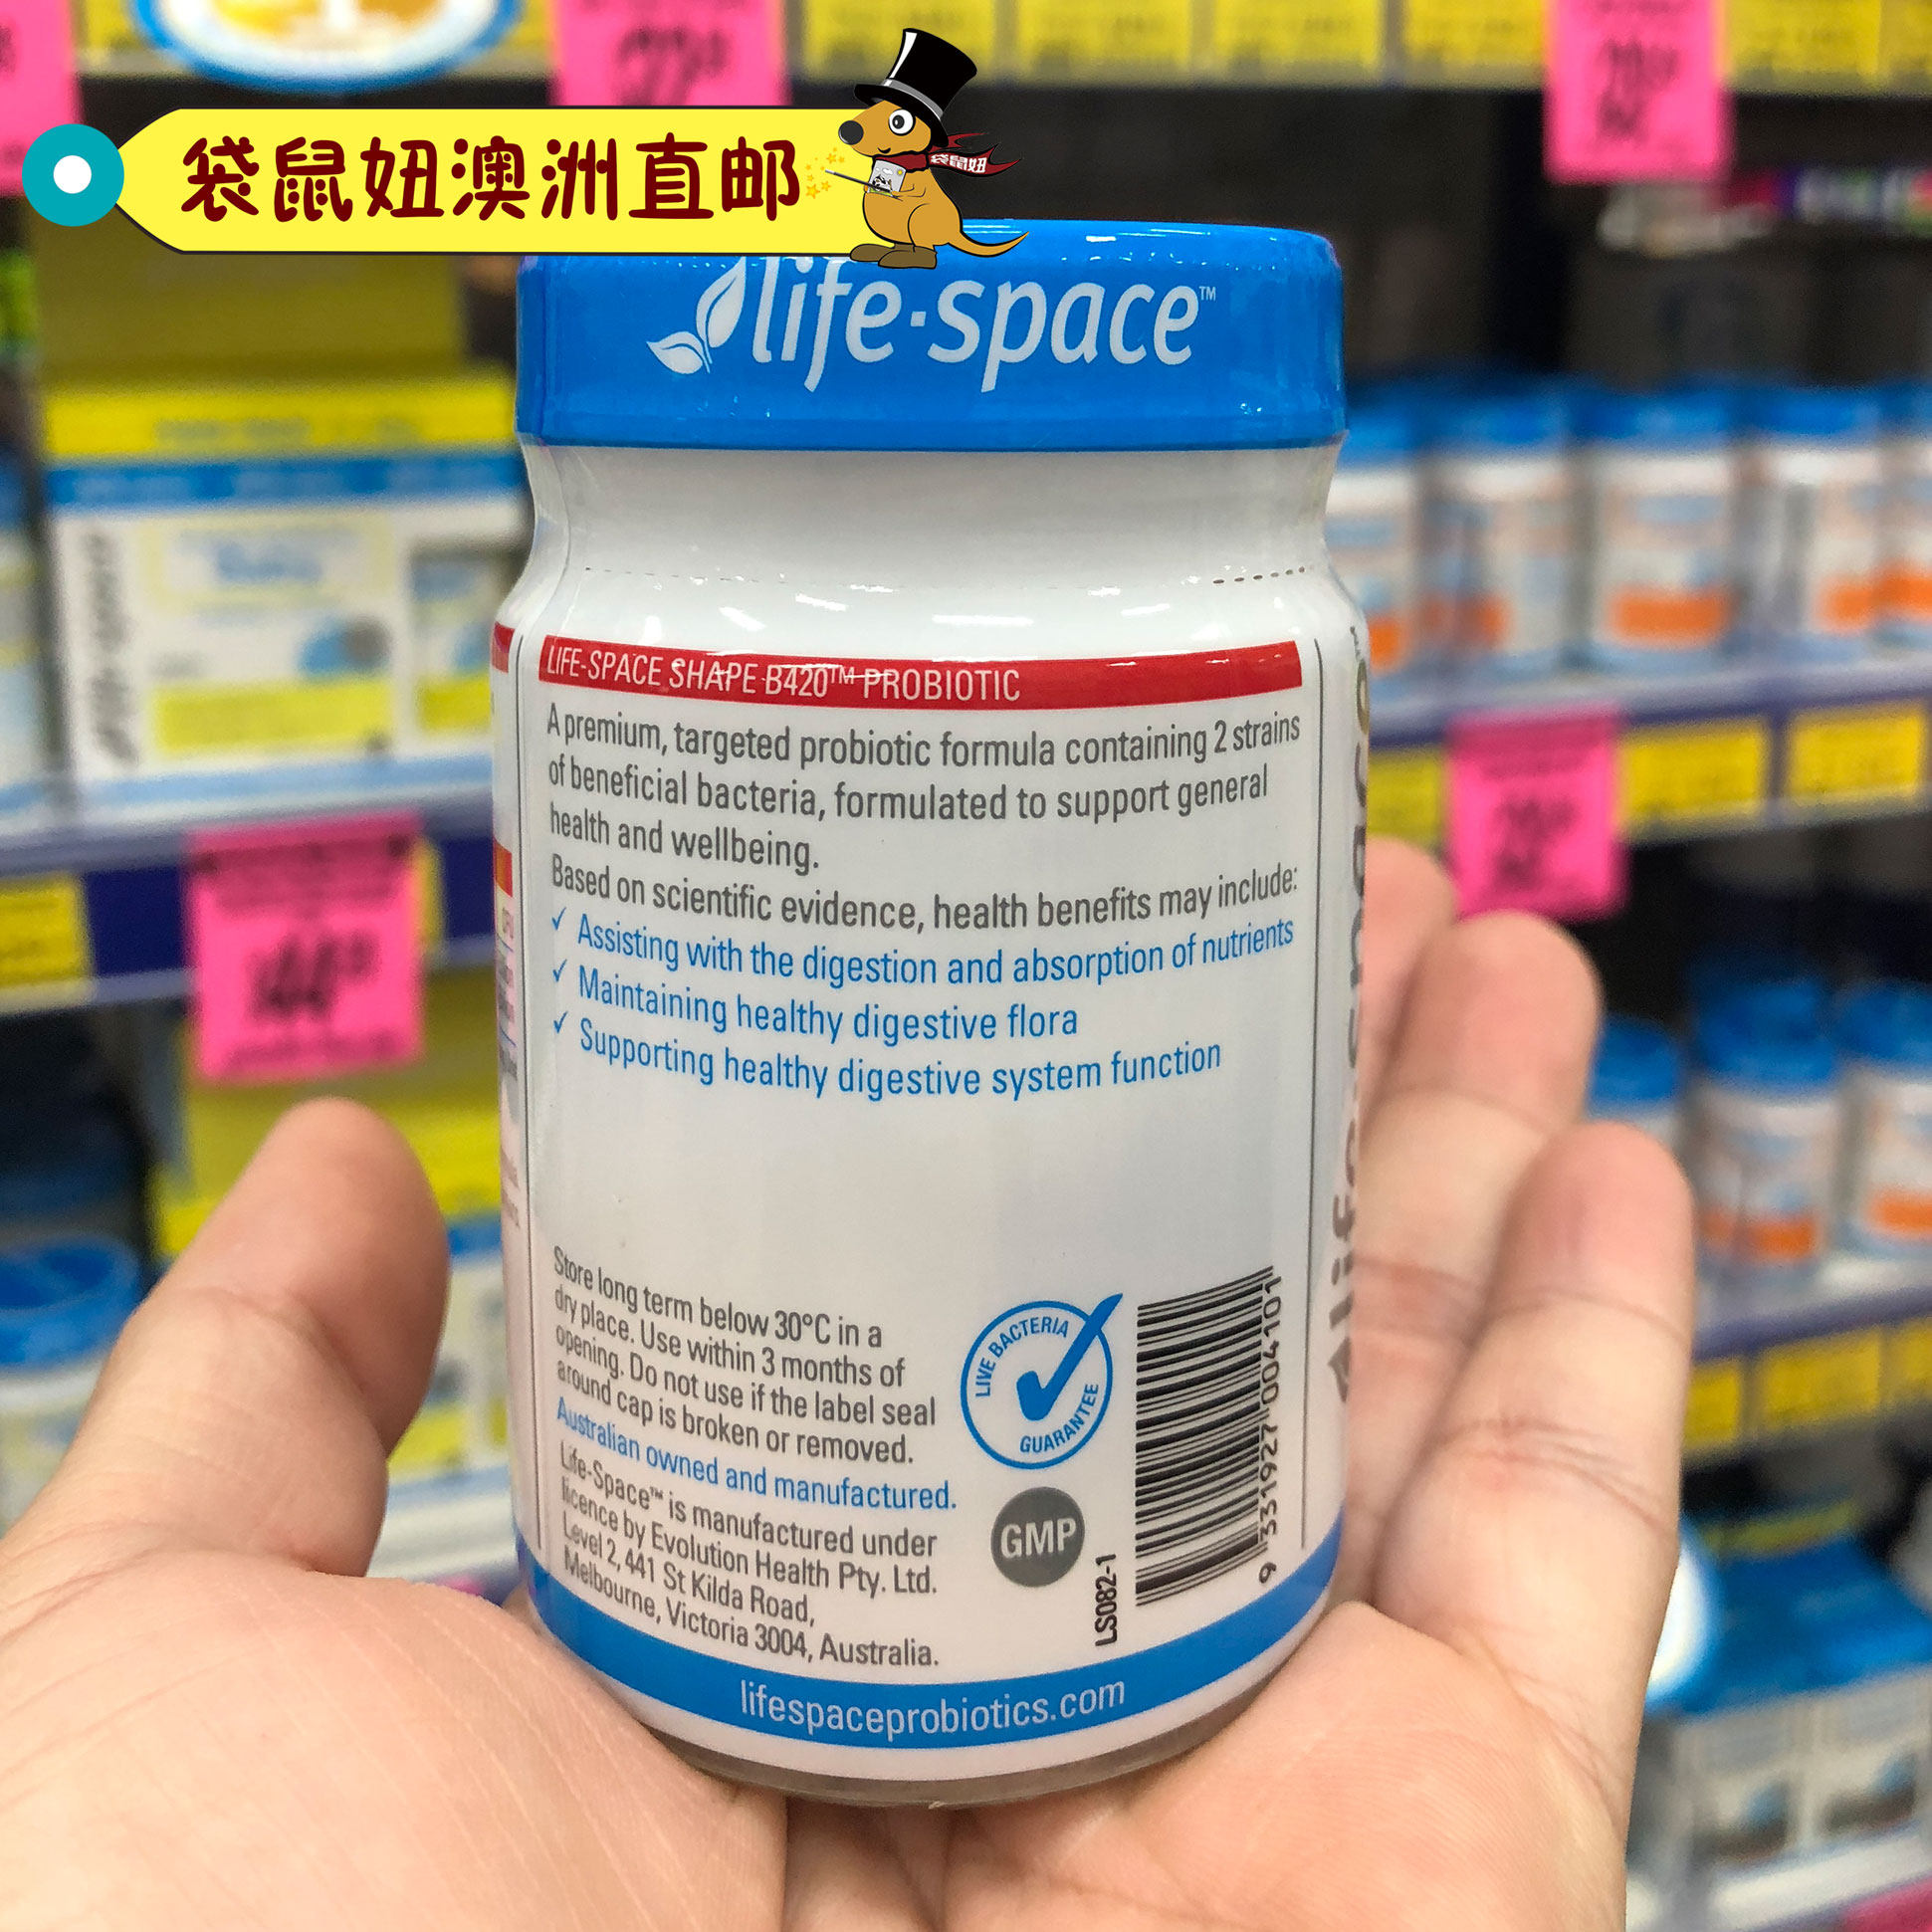 袋鼠妞澳洲直邮
袋鼠妞
life·space™
LIFE-SPACE SHAPE B420™ PROBIOTIC
A premium, targeted probiotic formula containing 2 strains
of beneficial bacteria, formulated to support general
health and wellbeing.
Based on scientific evidence, health benefits may include:
✓ Assisting with the digestion and absorption of nutrients
✓ Maintaining healthy digestive flora
✓ Supporting healthy digestive system function
Store long term below 30°C in a
dry place. Use within 3 months of
opening. Do not use if the label seal
around cap is broken or removed.
Australian owned and manufactured.
Life-Space™ is manufactured under
licence by Evolution Health Pty. Ltd.
Level 2, 441 St Kilda Road,
Melbourne, Victoria 3004, Australia.
LIVE BACTERIA
GUARANTEE
GMP
LS082-1
9 331927 004101
lifespaceprobiotics.com